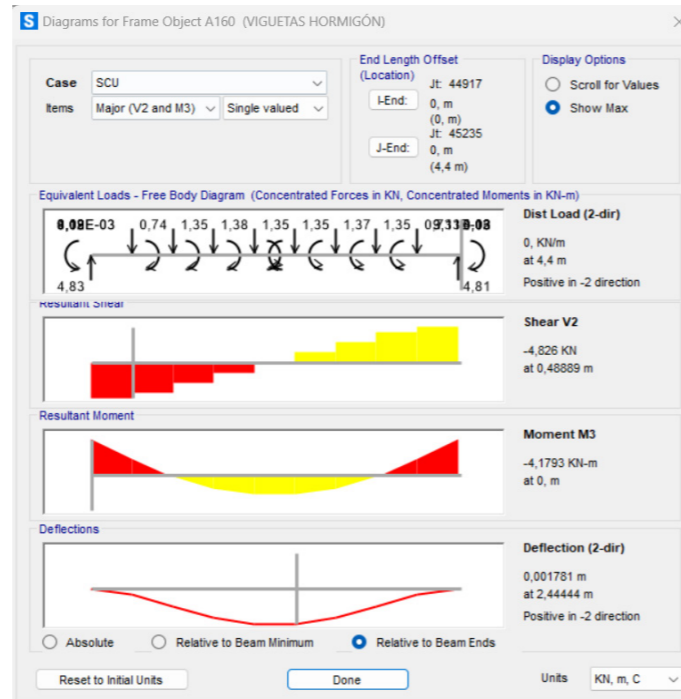 Diagrams for Frame Object A160 (VIGUETAS HORMIGÓN)
Case SCU
Items Major (V2 and M3) Single valued
End Length Offset
(Location)
Jt: 44917
I-End: 0, m
(0, m)
Jt: 45235
J-End: 0, m
(4,4 m)
Display Options
Scroll for Values
Show Max
Equivalent Loads - Free Body Diagram (Concentrated Forces in KN, Concentrated Moments in KN-m)
0,74 1,35 1,38 1,35 1,35 1,37 1,35
4,83 4,81
Dist Load (2-dir)
0, KN/m
at 4,4 m
Positive in -2 direction
Resultant Shear
Shear V2
-4,826 KN
at 0,48889 m
Resultant Moment
Moment M3
-4,1793 KN-m
at 0, m
Deflections
Deflection (2-dir)
0,001781 m
at 2,44444 m
Positive in -2 direction
Absolute Relative to Beam Minimum Relative to Beam Ends
Reset to Initial Units Done Units KN, m, C